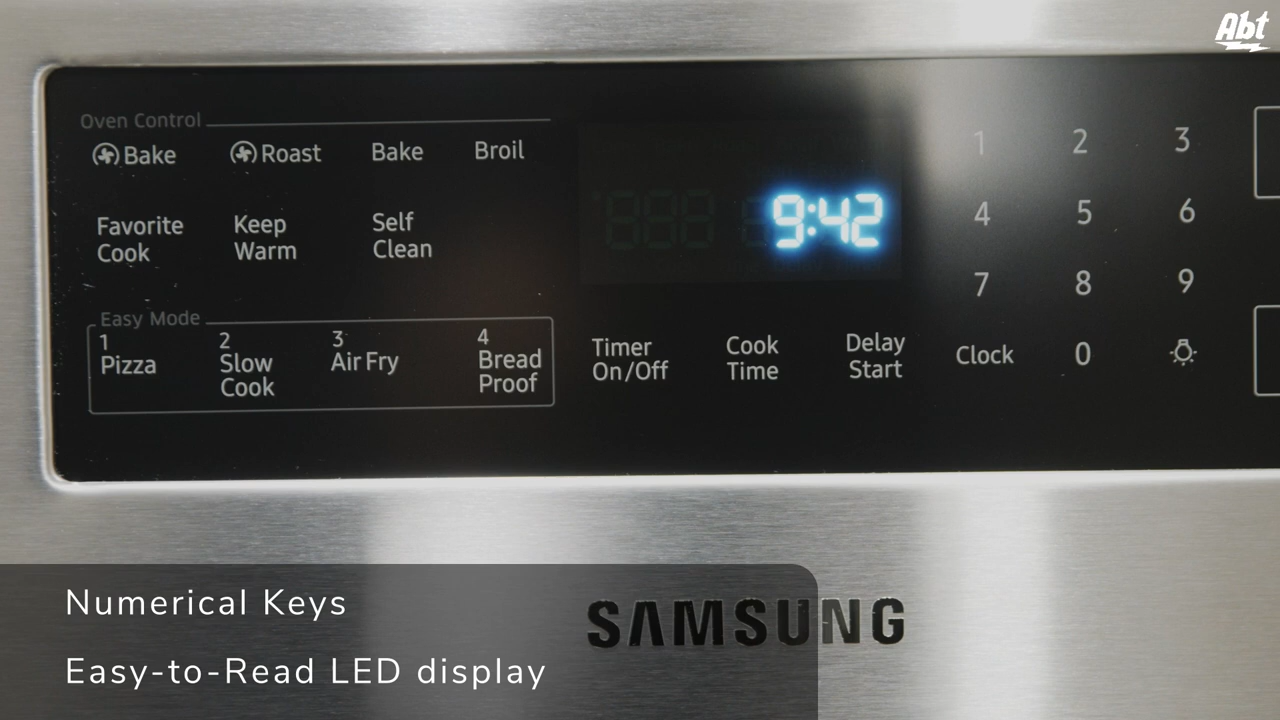 Abt
Oven Control
Bake Roast Bake Broil
Favorite Cook
Keep Warm
Self Clean
Easy Mode
1 Pizza
2 Slow Cook
3 Air Fry
4 Bread Proof
9:42
Timer On/Off
Cook Time
Delay Start
1 2 3
4 5 6
7 8 9
Clock 0
SAMSUNG
Numerical Keys
Easy-to-Read LED display